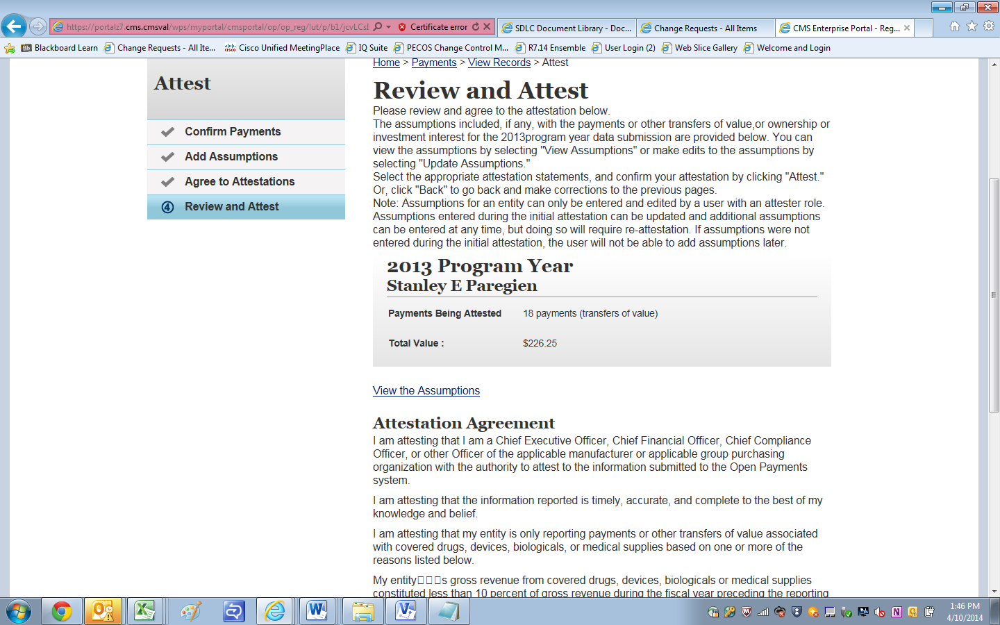 https://portalz7.cms.cmsval/wps/myportal/cmsportal/op/op_reg/!ut/p/b1/jcvLCsI
Certificate error
SDLC Document Library - Doc...
Change Requests - All Items
CMS Enterprise Portal - Reg...
Bb Blackboard Learn
Change Requests - All Ite...
cisco Cisco Unified MeetingPlace
IQ Suite
PECOS Change Control M...
R7.14 Ensemble
User Login (2)
Web Slice Gallery
Welcome and Login
Attest
Confirm Payments
Add Assumptions
Agree to Attestations
4 Review and Attest
Home > Payments > View Records > Attest
Review and Attest
Please review and agree to the attestation below.
The assumptions included, if any, with the payments or other transfers of value,or ownership or
investment interest for the 2013program year data submission are provided below. You can
view the assumptions by selecting "View Assumptions" or make edits to the assumptions by
selecting "Update Assumptions."
Select the appropriate attestation statements, and confirm your attestation by clicking "Attest."
Or, click "Back" to go back and make corrections to the previous pages.
Note: Assumptions for an entity can only be entered and edited by a user with an attester role.
Assumptions entered during the initial attestation can be updated and additional assumptions
can be entered at any time, but doing so will require re-attestation. If assumptions were not
entered during the initial attestation, the user will not be able to add assumptions later.
2013 Program Year
Stanley E Paregien
Payments Being Attested 18 payments (transfers of value)
Total Value : $226.25
View the Assumptions
Attestation Agreement
I am attesting that I am a Chief Executive Officer, Chief Financial Officer, Chief Compliance
Officer, or other Officer of the applicable manufacturer or applicable group purchasing
organization with the authority to attest to the information submitted to the Open Payments
system.
I am attesting that the information reported is timely, accurate, and complete to the best of my
knowledge and belief.
I am attesting that my entity is only reporting payments or other transfers of value associated
with covered drugs, devices, biologicals, or medical supplies based on one or more of the
reasons listed below.
My entity□□□s gross revenue from covered drugs, devices, biologicals or medical supplies
constituted less than 10 percent of gross revenue during the fiscal year preceding the reporting
1:46 PM
4/10/2014